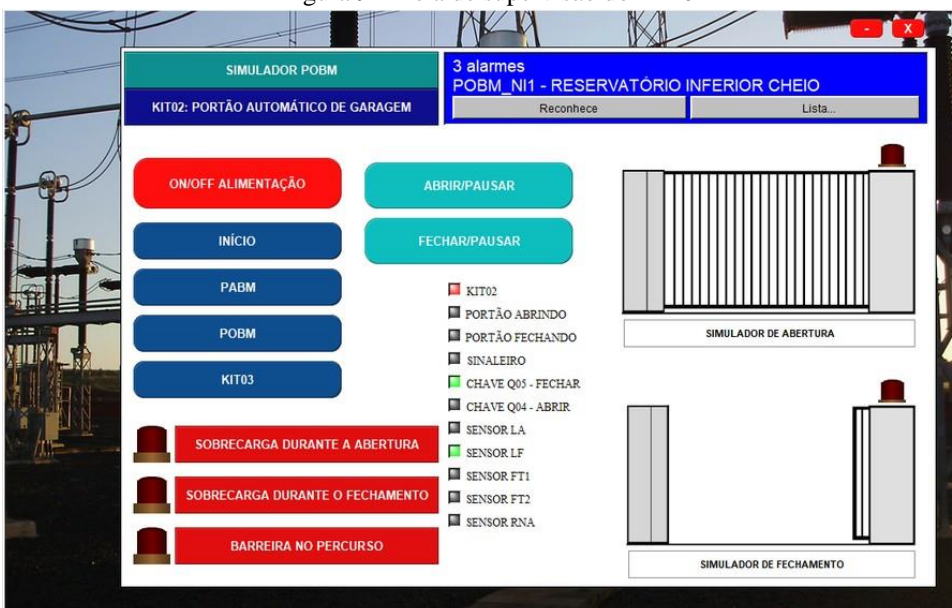 -
X
SIMULADOR POBM
KIT02: PORTÃO AUTOMÁTICO DE GARAGEM
3 alarmes
POBM_NI1 - RESERVATÓRIO INFERIOR CHEIO
Reconhece
Lista...
ON/OFF ALIMENTAÇÃO
ABRIR/PAUSAR
INÍCIO
FECHAR/PAUSAR
PABM
POBM
KIT03
KIT02
PORTÃO ABRINDO
PORTÃO FECHANDO
SINALEIRO
CHAVE Q05 - FECHAR
CHAVE Q04 - ABRIR
SENSOR LA
SENSOR LF
SENSOR FT1
SENSOR FT2
SENSOR RNA
SOBRECARGA DURANTE A ABERTURA
SOBRECARGA DURANTE O FECHAMENTO
BARREIRA NO PERCURSO
SIMULADOR DE ABERTURA
SIMULADOR DE FECHAMENTO